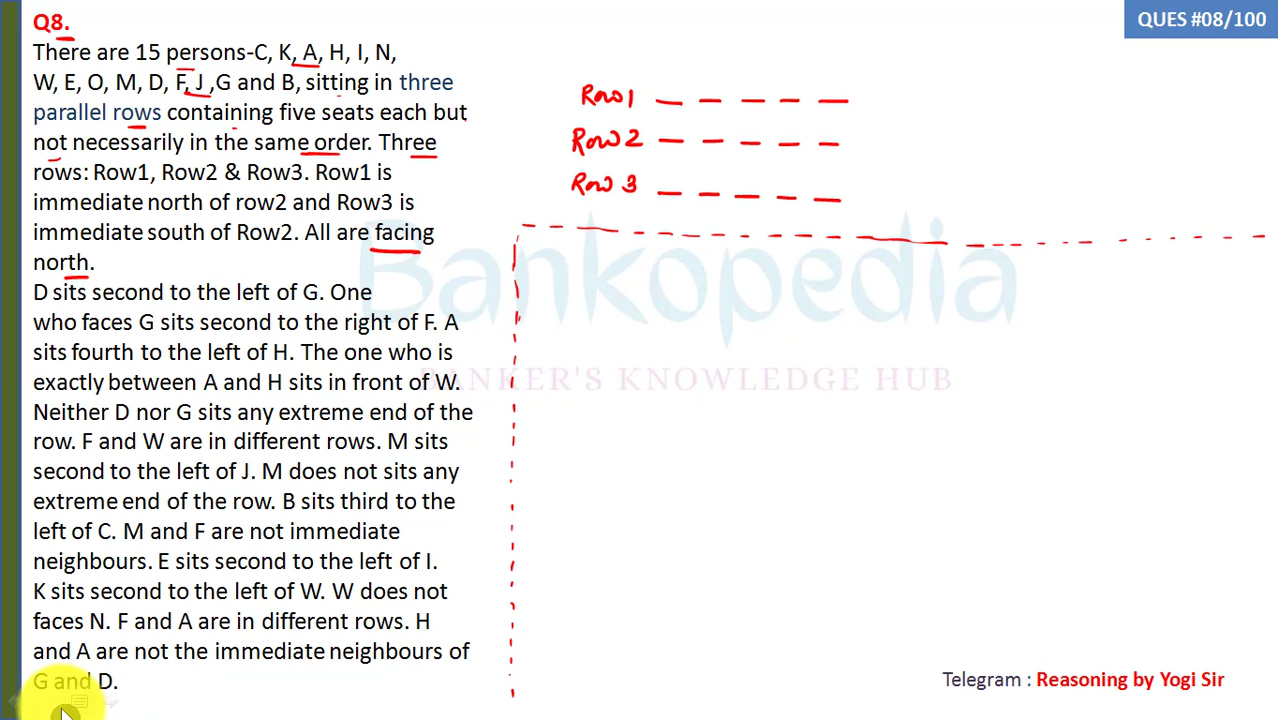 Q8.
There are 15 persons-C, K, A, H, I, N,
W, E, O, M, D, F, J ,G and B, sitting in three
parallel rows containing five seats each but
not necessarily in the same order. Three
rows: Row1, Row2 & Row3. Row1 is
immediate north of row2 and Row3 is
immediate south of Row2. All are facing
north.
D sits second to the left of G. One
who faces G sits second to the right of F. A
sits fourth to the left of H. The one who is
exactly between A and H sits in front of W.
Neither D nor G sits any extreme end of the
row. F and W are in different rows. M sits
second to the left of J. M does not sits any
extreme end of the row. B sits third to the
left of C. M and F are not immediate
neighbours. E sits second to the left of I.
K sits second to the left of W. W does not
faces N. F and A are in different rows. H
and A are not the immediate neighbours of
G and D.
QUES #08/100
Row1
Row2
Row 3
Bankopedia
BANKER'S KNOWLEDGE HUB
Telegram : Reasoning by Yogi Sir